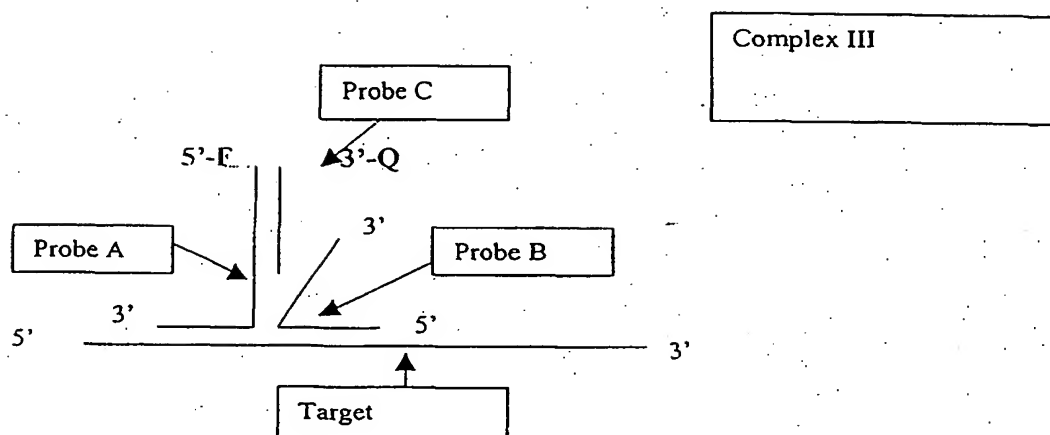 Complex III
Probe C
5'-F
3'-Q
3'
Probe A
Probe B
3'
5'
5'
3'
Target